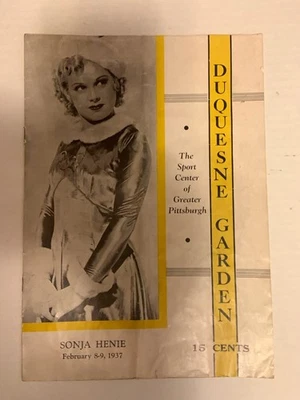 SONJA HENIE
February 8-9, 1937
The
Sport
Center
of
Greater
Pittsburgh
DUQUESNE GARDEN
15 CENTS